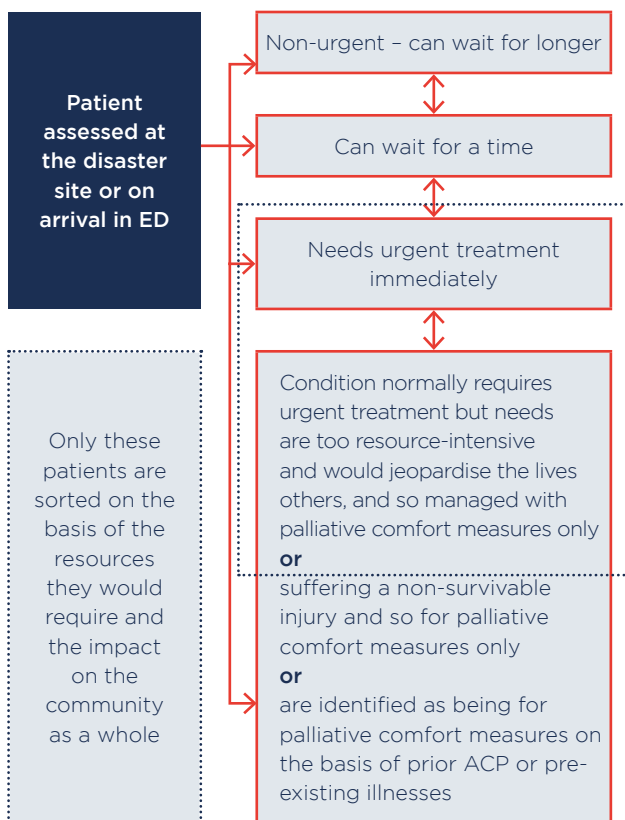 Patient
assessed at
the disaster
site or on
arrival in ED
Non-urgent – can wait for longer
Can wait for a time
Needs urgent treatment
immediately
Only these
patients are
sorted on the
basis of the
resources
they would
require and
the impact
on the
community
as a whole
Condition normally requires
urgent treatment but needs
are too resource-intensive
and would jeopardise the lives
others, and so managed with
palliative comfort measures only
or
suffering a non-survivable
injury and so for palliative
comfort measures only
or
are identified as being for
palliative comfort measures on
the basis of prior ACP or pre-
existing illnesses